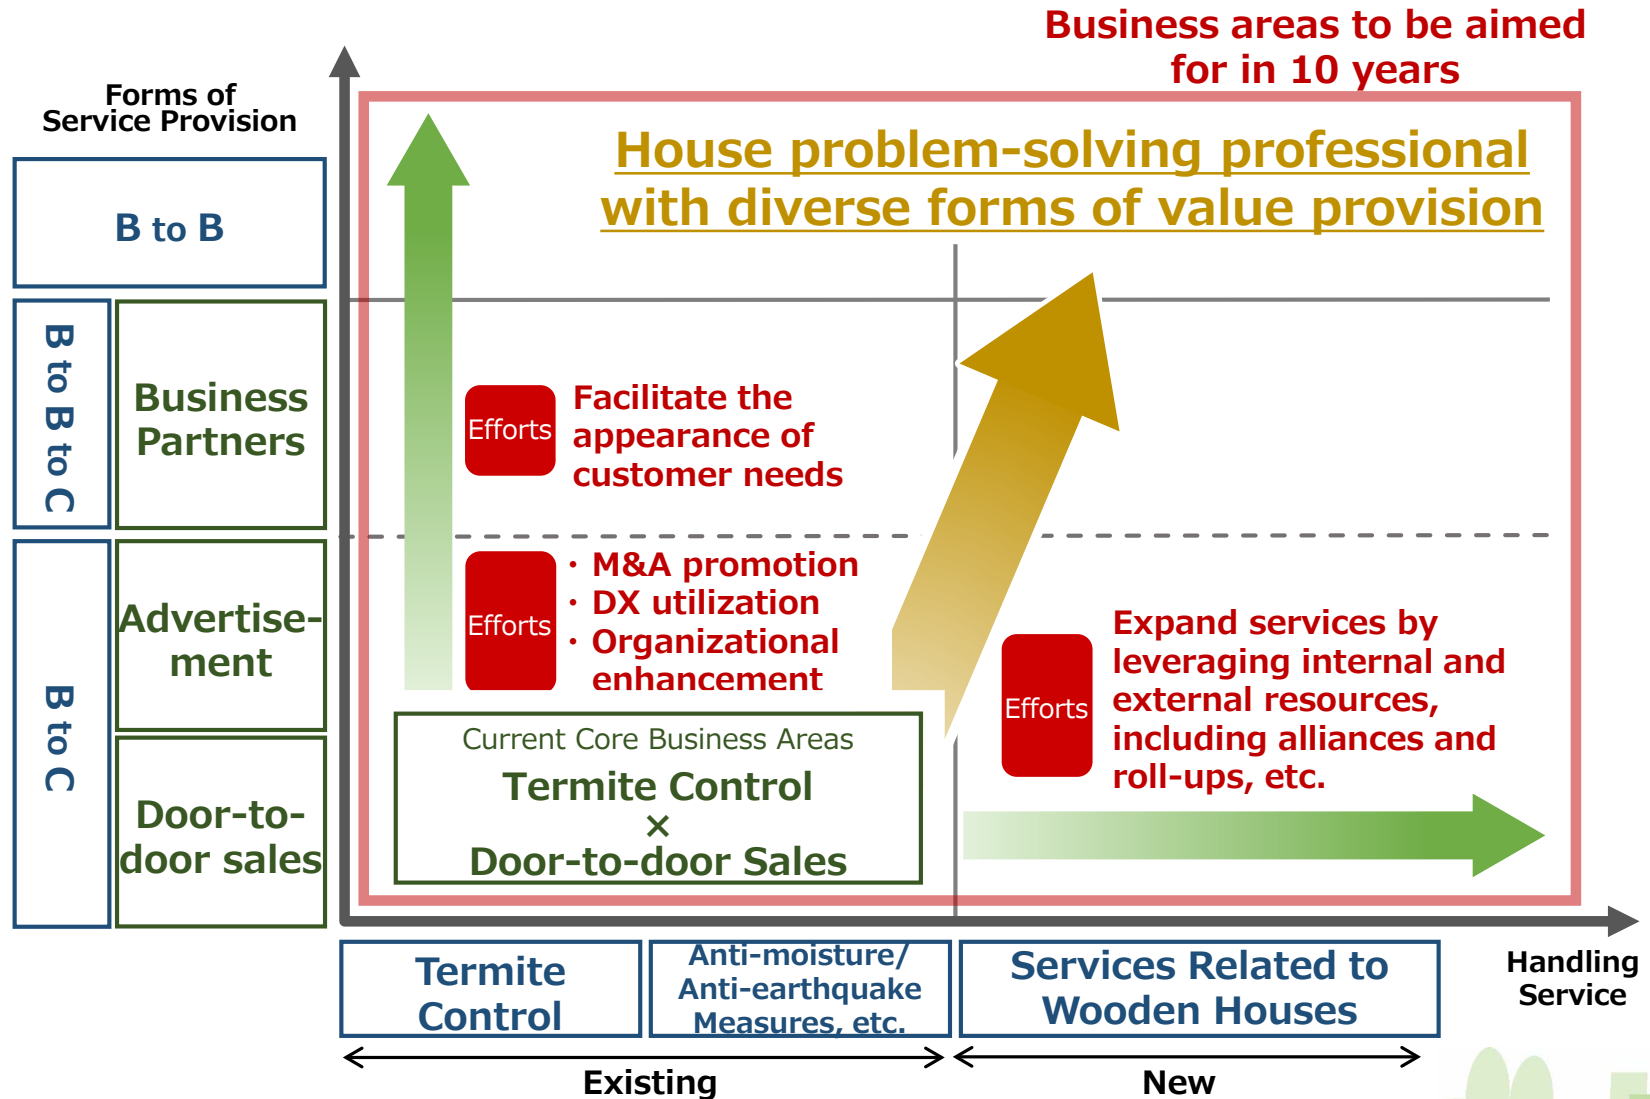 Business areas to be aimed
for in 10 years
Forms of
Service Provision
House problem-solving professional
with diverse forms of value provision
B to B
B to B to C
Business
Partners
Efforts
Facilitate the
appearance of
customer needs
B to C
Advertise-
ment
Door-to-
door sales
Efforts
・M&A promotion
・DX utilization
・Organizational
enhancement
Efforts
Expand services by
leveraging internal and
external resources,
including alliances and
roll-ups, etc.
Current Core Business Areas
Termite Control
×
Door-to-door Sales
Termite
Control
Anti-moisture/
Anti-earthquake
Measures, etc.
Services Related to
Wooden Houses
Handling
Service
Existing
New